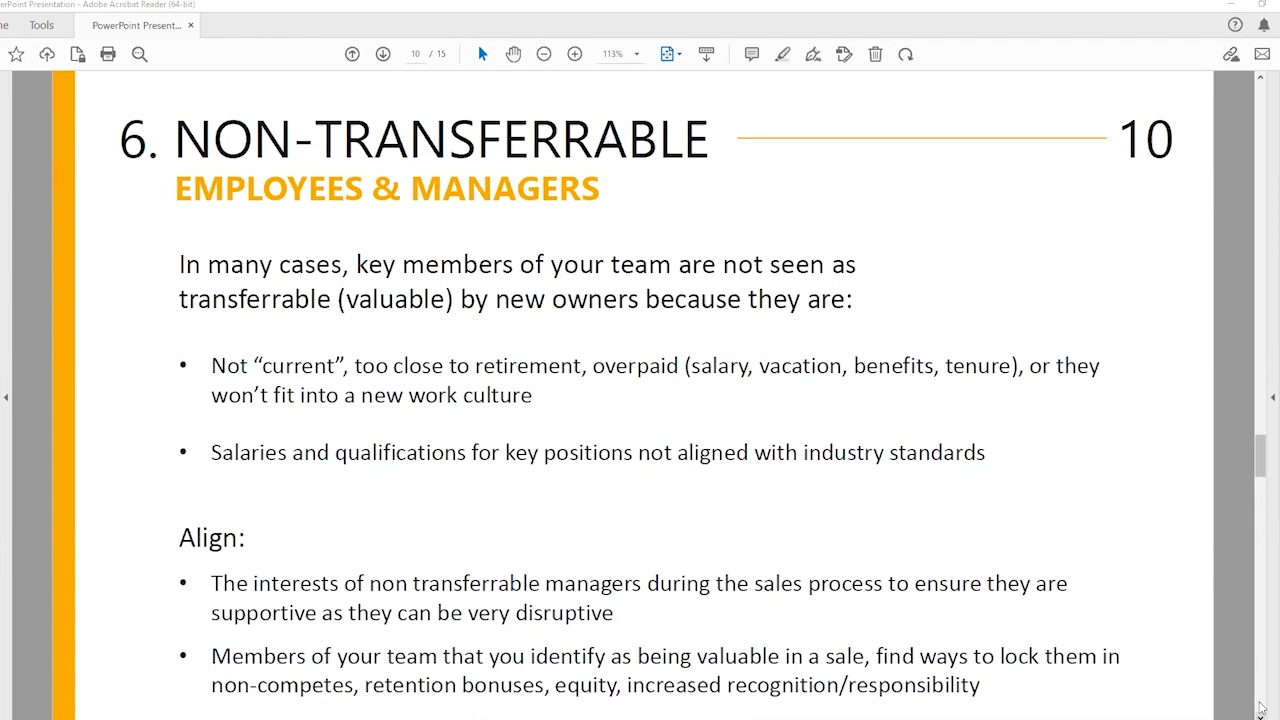 PowerPoint Presentation - Adobe Acrobat Reader (64-bit)
Tools
PowerPoint Present... ×
10 / 15
113%
6. NON-TRANSFERRABLE
10
EMPLOYEES & MANAGERS
In many cases, key members of your team are not seen as
transferrable (valuable) by new owners because they are:
• Not “current”, too close to retirement, overpaid (salary, vacation, benefits, tenure), or they
won’t fit into a new work culture
• Salaries and qualifications for key positions not aligned with industry standards
Align:
• The interests of non transferrable managers during the sales process to ensure they are
supportive as they can be very disruptive
• Members of your team that you identify as being valuable in a sale, find ways to lock them in
non-competes, retention bonuses, equity, increased recognition/responsibility